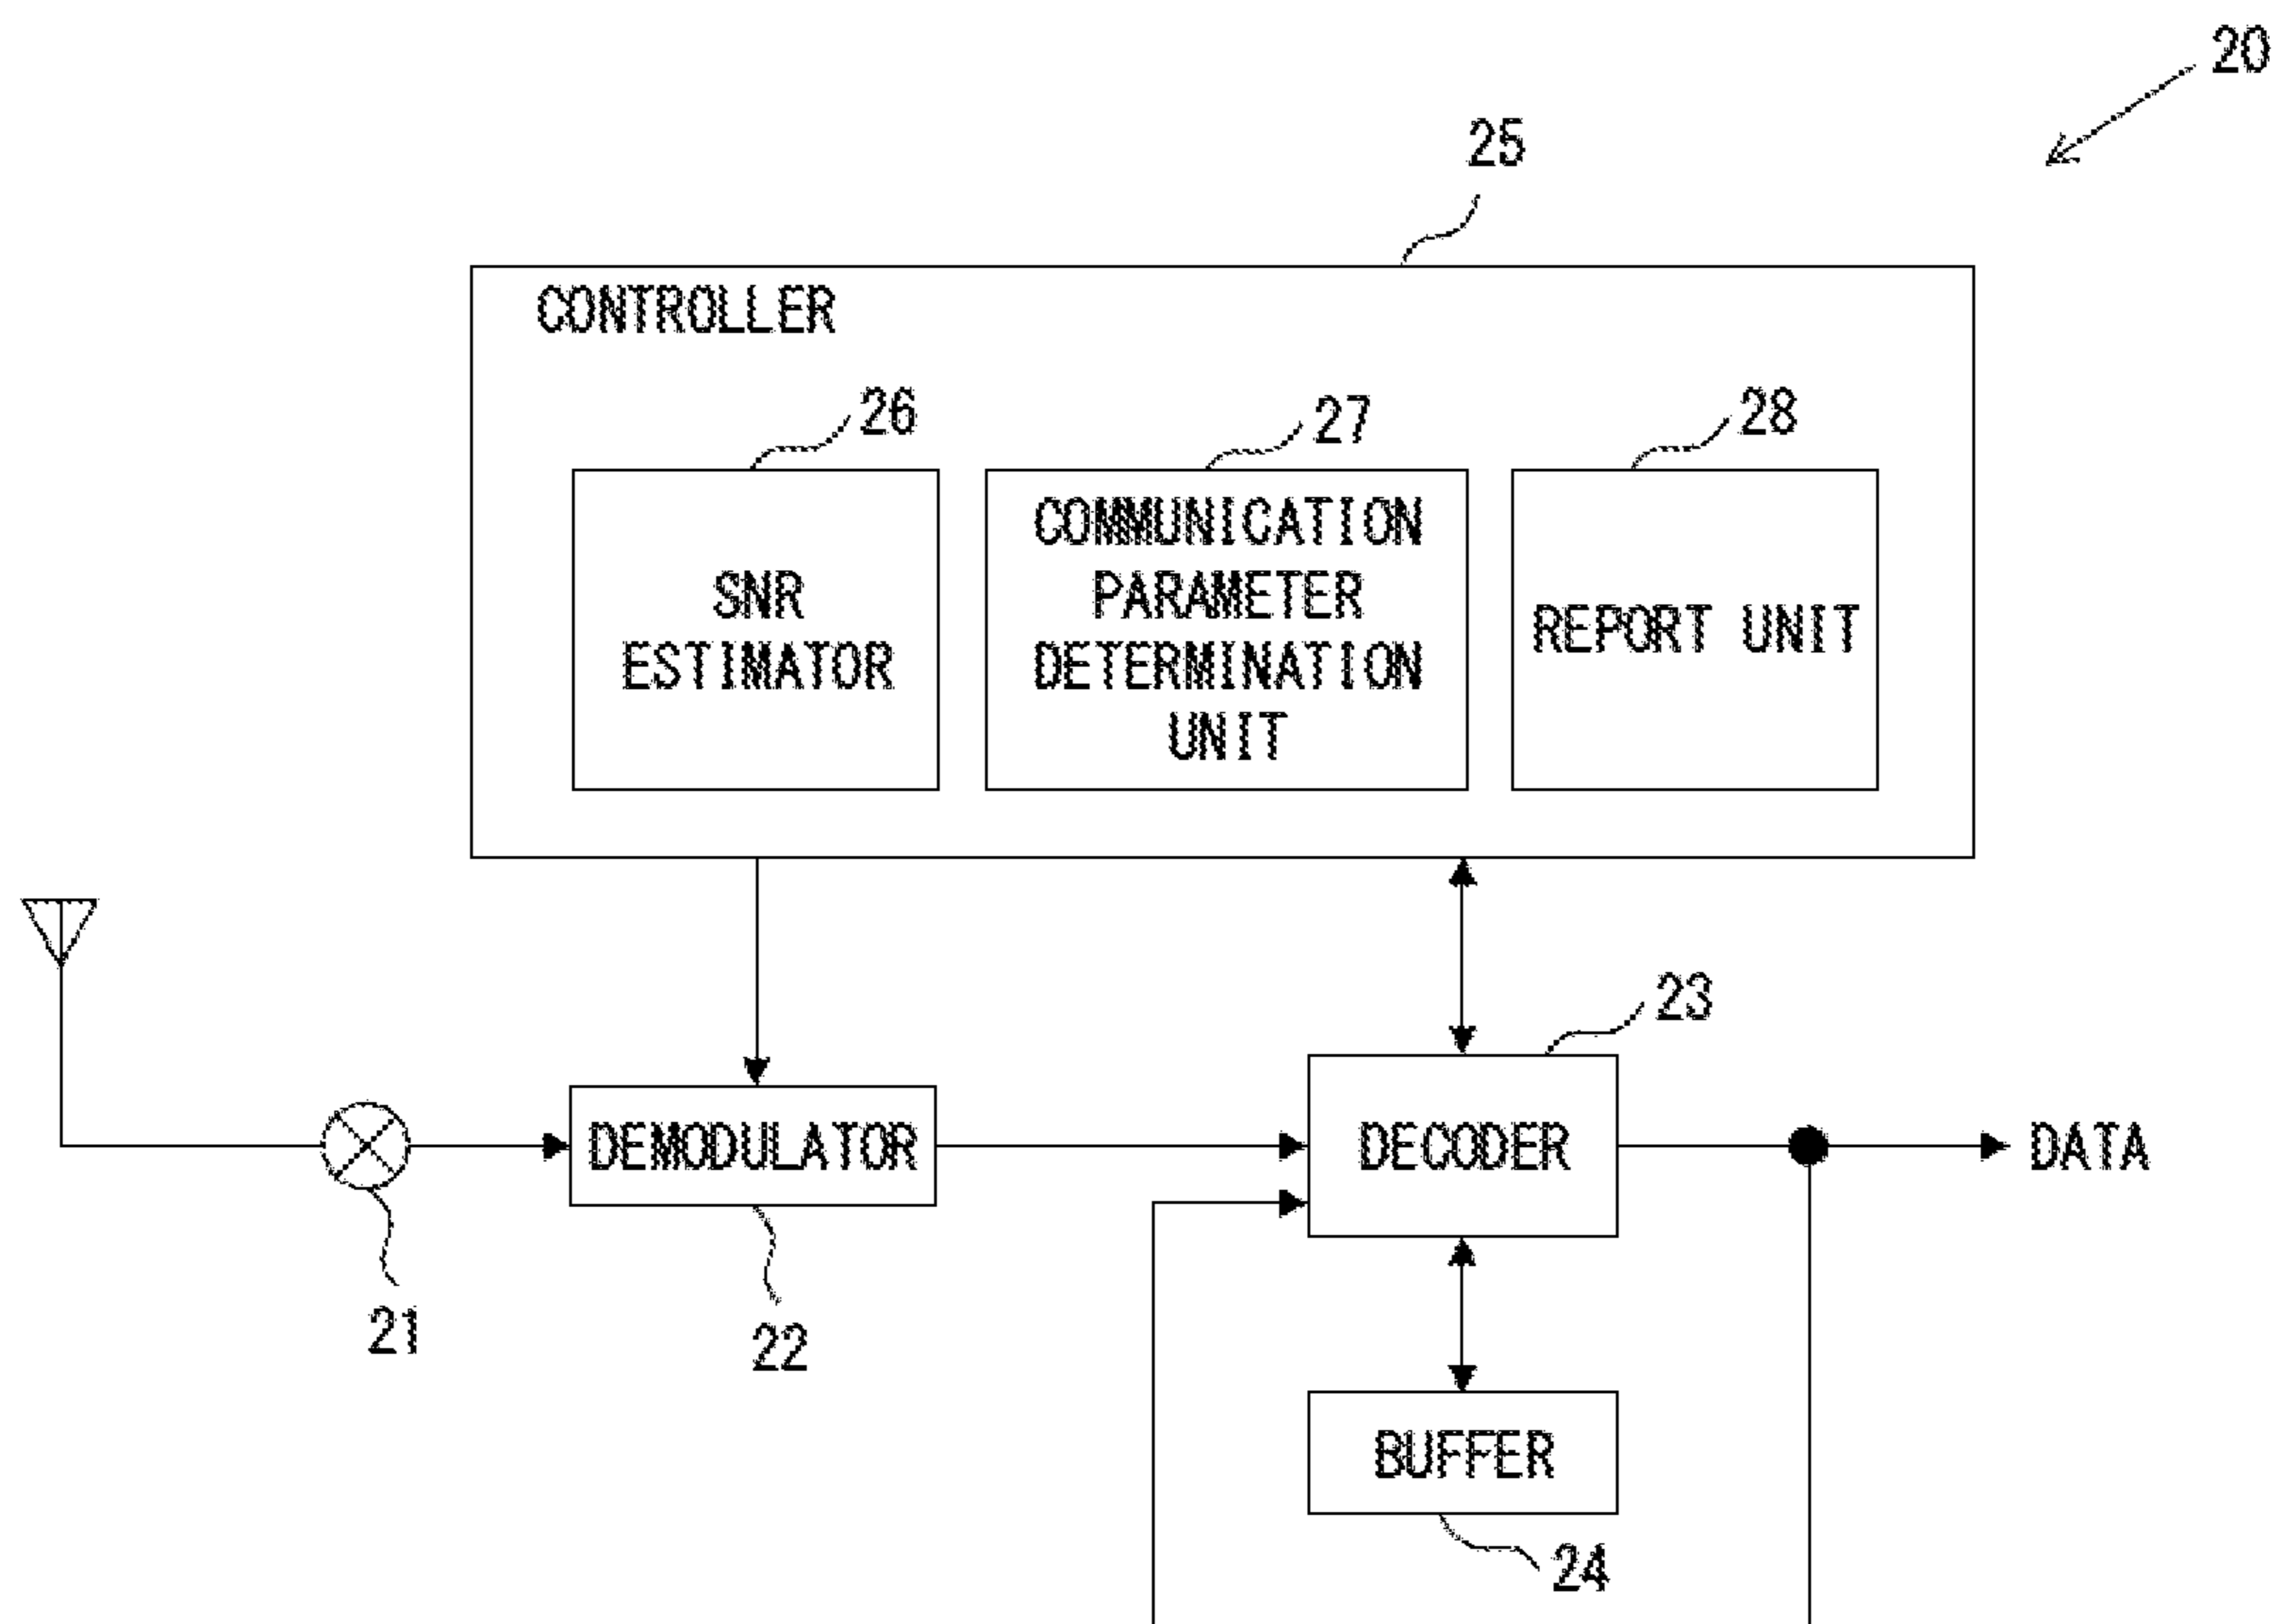 20
25
CONTROLLER
26
27
28
SNR
ESTIMATOR
COMMUNICATION
PARAMETER
DETERMINATION
UNIT
REPORT UNIT
23
DEMODULATOR
DECODER
DATA
21
22
BUFFER
24